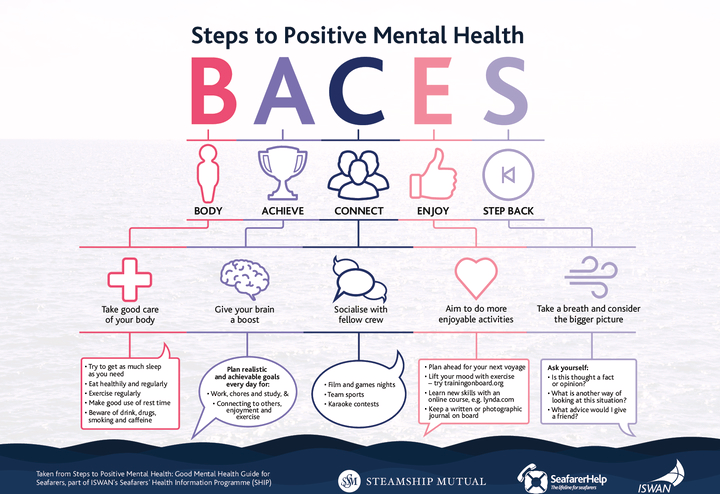 Steps to Positive Mental Health
BACES
BODY
ACHIEVE
CONNECT
ENJOY
STEP BACK
Take good care
of your body
Give your brain
a boost
Socialise with
fellow crew
Aim to do more
enjoyable activities
Take a breath and consider
the bigger picture
• Try to get as much sleep
as you need
• Eat healthily and regularly
• Exercise regularly
• Make good use of rest time
• Beware of drink, drugs,
smoking and caffeine
Plan realistic
and achievable goals
every day for:
• Work, chores and study, &
• Connecting to others,
enjoyment and
exercise
• Film and games nights
• Team sports
• Karaoke contests
• Plan ahead for your next voyage
• Lift your mood with exercise
– try trainingonboard.org
• Learn new skills with an
online course, e.g. lynda.com
• Keep a written or photographic
journal on board
Ask yourself:
• Is this thought a fact
or opinion?
• What is another way of
looking at this situation?
• What advice would I give
a friend?
Taken from Steps to Positive Mental Health: Good Mental Health Guide for
Seafarers, part of ISWAN's Seafarers' Health Information Programme (SHIP)
SSM
STEAMSHIP MUTUAL
SeafarerHelp
The lifeline for seafarers
ISWAN